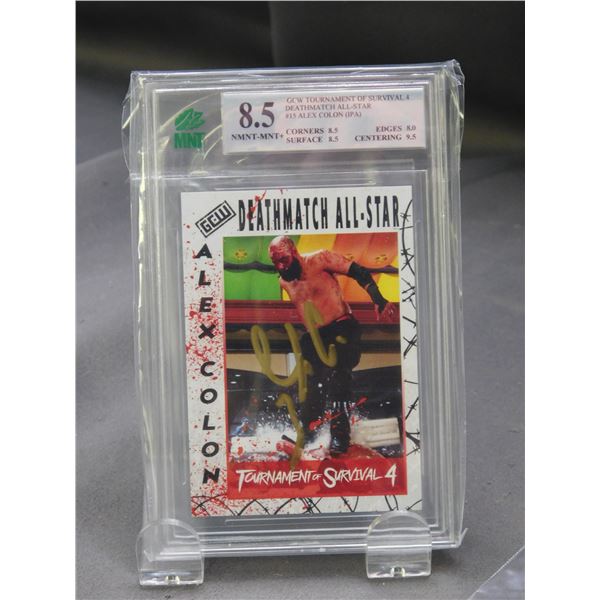 MNT
8.5
NMNT-MNT+
GCW TOURNAMENT OF SURVIVAL 4
DEATHMATCH ALL-STAR
#15 ALEX COLON (IPA)
CORNERS 8.5 EDGES 8.0
SURFACE 8.5 CENTERING 9.5
GCW
DEATHMATCH ALL-STAR
ALEX COLON
TOURNAMENT OF SURVIVAL 4